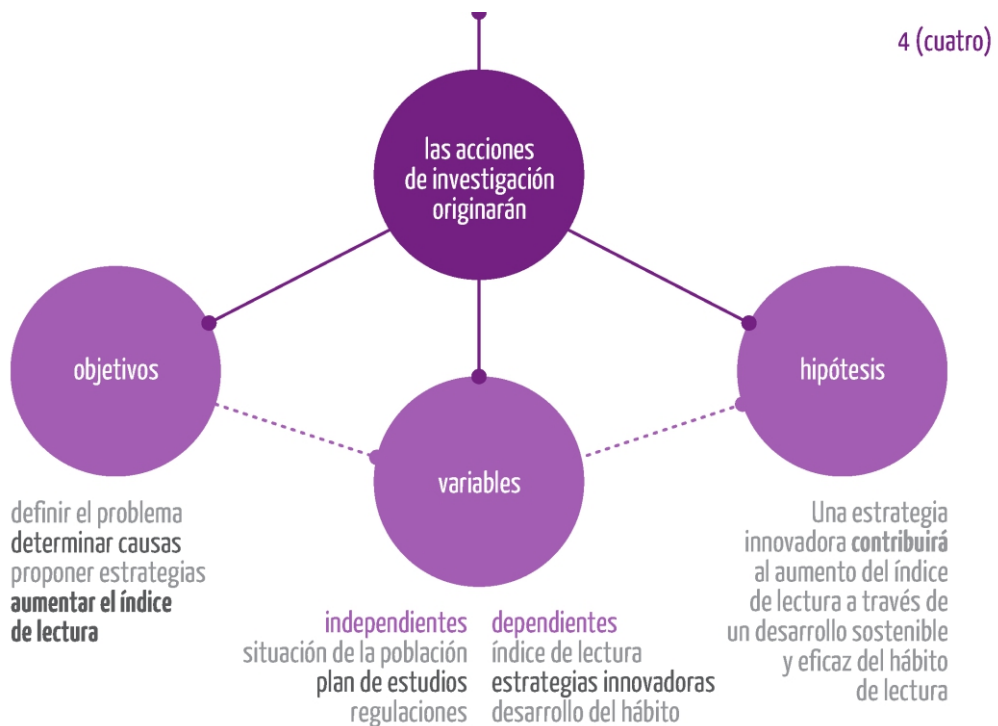 4 (cuatro)
las acciones
de investigación
originarán
objetivos
variables
hipótesis
definir el problema
determinar causas
proponer estrategias
aumentar el índice
de lectura
independientes
situación de la población
plan de estudios
regulaciones
dependientes
índice de lectura
estrategias innovadoras
desarrollo del hábito
Una estrategia
innovadora contribuirá
al aumento del índice
de lectura a través de
un desarrollo sostenible
y eficaz del hábito
de lectura